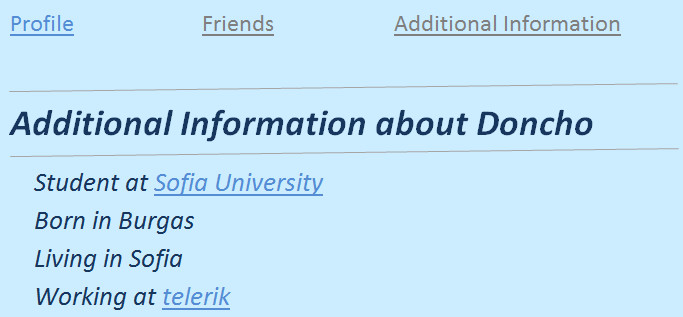 Profile Friends Additional Information
Additional Information about Doncho
Student at Sofia University
Born in Burgas
Living in Sofia
Working at telerik